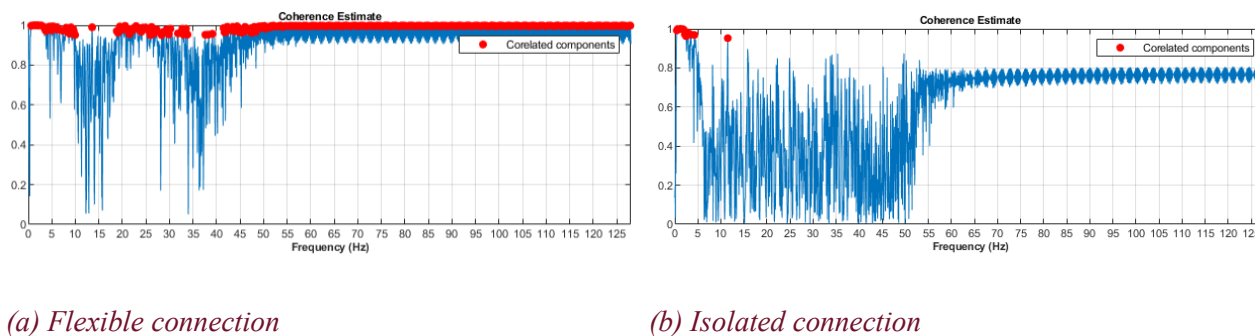 Coherence Estimate
Corelated components
1
0.8
0.6
0.4
0.2
0
0 5 10 15 20 25 30 35 40 45 50 55 60 65 70 75 80 85 90 95 100 105 110 115 120 125
Frequency (Hz)
(a) Flexible connection
Coherence Estimate
Corelated components
1
0.8
0.6
0.4
0.2
0
0 5 10 15 20 25 30 35 40 45 50 55 60 65 70 75 80 85 90 95 100 105 110 115 120
Frequency (Hz)
(b) Isolated connection